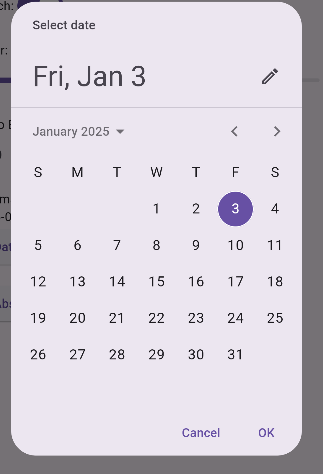 Select date
Fri, Jan 3
January 2025
S M T W T F S
1 2 3 4
5 6 7 8 9 10 11
12 13 14 15 16 17 18
19 20 21 22 23 24 25
26 27 28 29 30 31
Cancel OK